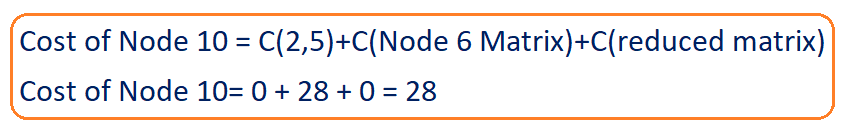 Cost of Node 10 = C(2,5)+C(Node 6 Matrix)+C(reduced matrix)
Cost of Node 10= 0 + 28 + 0 = 28